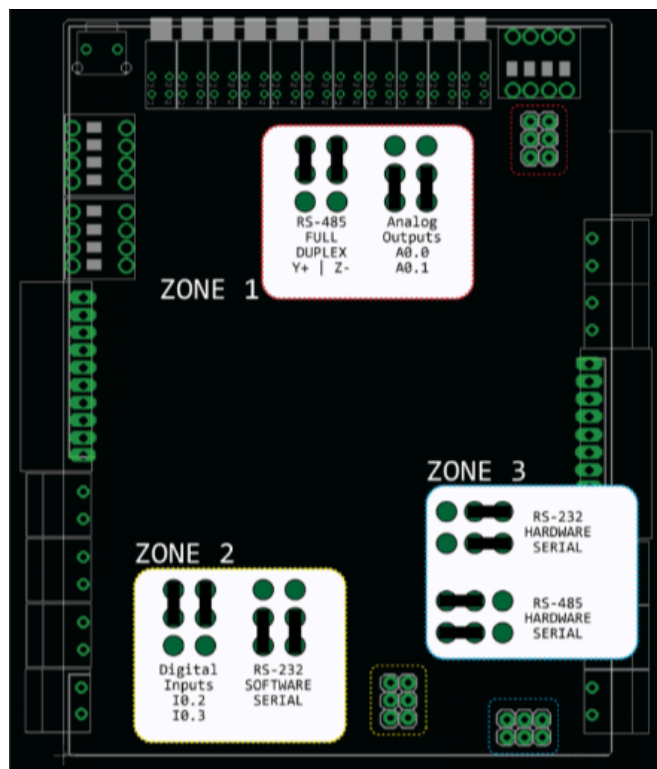 RS-485
FULL
DUPLEX
Y+ | Z-
Analog
Outputs
A0.0
A0.1
ZONE 1
ZONE 3
RS-232
HARDWARE
SERIAL
RS-485
HARDWARE
SERIAL
ZONE 2
Digital
Inputs
I0.2
I0.3
RS-232
SOFTWARE
SERIAL